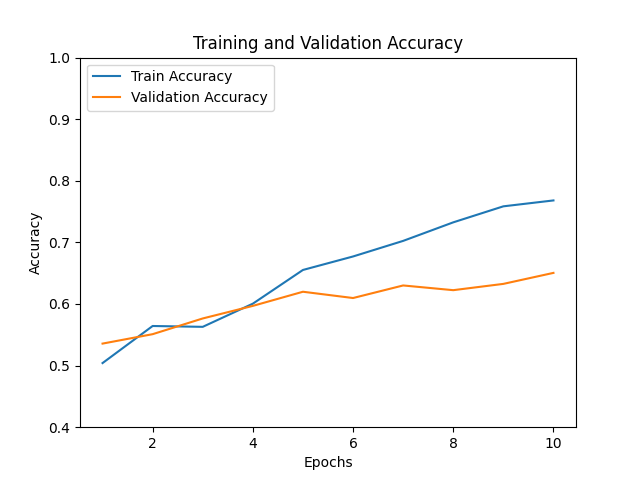 Training and Validation Accuracy
Train Accuracy
Validation Accuracy
1.0
0.9
0.8
0.7
0.6
0.5
0.4
Accuracy
2 4 6 8 10
Epochs